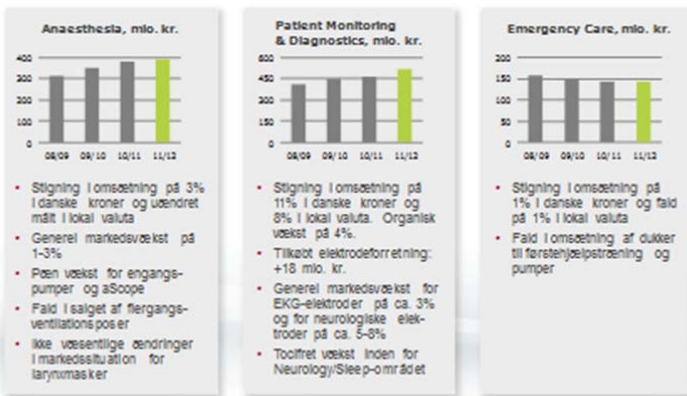 Anaesthesia, mio. kr.
400
300
200
100
0
08/09 09/10 10/11 11/12
• Stigning i omsætning på 3%
i danske kroner og uændret
målt i lokal valuta
• Generel markedsvækst på
1-3%
• Pæn vækst for engangs-
pumper og aScope
• Fald i salget af flergangs-
ventilationsposer
• Ikke væsentlige ændringer
i markedssituation for
larynxmasker
Patient Monitoring
& Diagnostics, mio. kr.
600
450
300
150
0
08/09 09/10 10/11 11/12
• Stigning i omsætning på
11% i danske kroner og
8% i lokal valuta. Organisk
vækst på 4%.
• Tilkøbt elektrodeforretning:
+18 mio. kr.
• Generel markedsvækst for
EKG-elektroder på ca. 3%
og for neurologiske elek-
troder på ca. 5-8%
• Tocifret vækst inden for
Neurology/Sleep-området
Emergency Care, mio. kr.
200
150
100
50
0
08/09 09/10 10/11 11/12
• Stigning i omsætning på
1% i danske kroner og fald
på 1% i lokal valuta
• Fald i omsætning af dukker
til førstehjælpstræning og
pumper